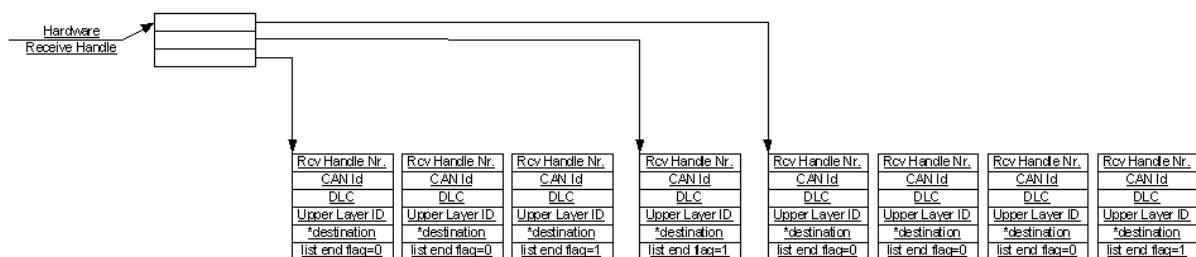 Hardware
Receive Handle
Rcv Handle Nr.
CAN Id
DLC
Upper Layer ID
*destination
list end flag=0
Rcv Handle Nr.
CAN Id
DLC
Upper Layer ID
*destination
list end flag=0
Rcv Handle Nr.
CAN Id
DLC
Upper Layer ID
*destination
list end flag=1
Rcv Handle Nr.
CAN Id
DLC
Upper Layer ID
*destination
list end flag=1
Rcv Handle Nr.
CAN Id
DLC
Upper Layer ID
*destination
list end flag=0
Rcv Handle Nr.
CAN Id
DLC
Upper Layer ID
*destination
list end flag=0
Rcv Handle Nr.
CAN Id
DLC
Upper Layer ID
*destination
list end flag=0
Rcv Handle Nr.
CAN Id
DLC
Upper Layer ID
*destination
list end flag=1